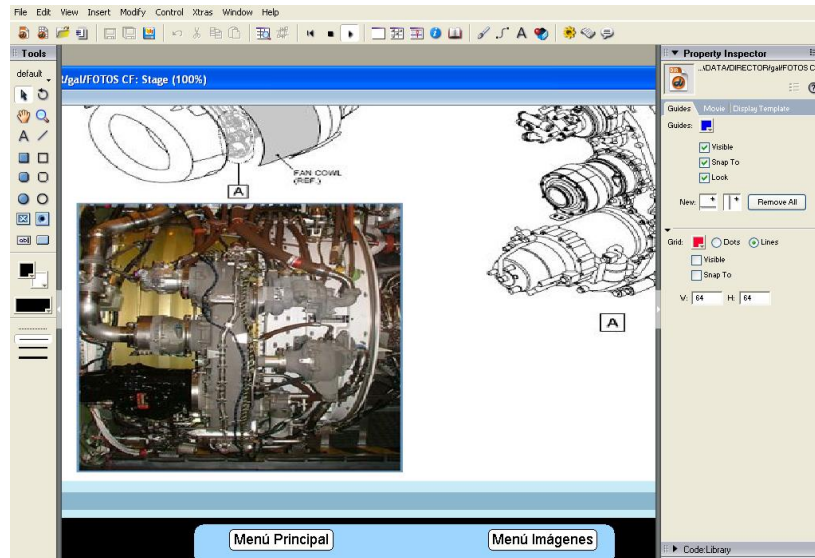 File Edit View Insert Modify Control Xtras Window Help
Tools
default
l/gal/FOTOS CF: Stage (100%)
FAN COWL
(REF.)
A
A
Menú Principal
Menú Imágenes
Property Inspector
..\DATA/DIRECTOR/gal/FOTOS C
Guides Movie Display Template
Guides:
Visible
Snap To
Lock
New: Remove All
Grid: Dots Lines
Visible
Snap To
W: 64 H: 64
Code:Library